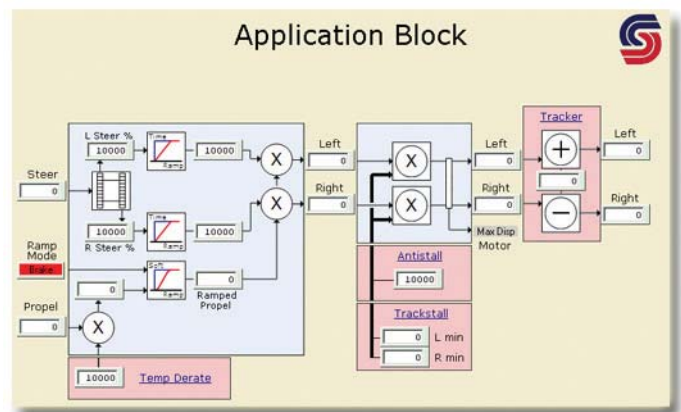 Application Block
L Steer %
10000
Time
Ramp
10000
X
Left
0
X
Left
0
Tracker
+
Left
0
Steer
0
0
X
Right
0
X
Right
0
−
Right
0
10000
R Steer %
Time
Ramp
10000
Max Disp
Motor
Ramp
Mode
Brake
0
Soft
Ramp
0
Ramped
Propel
Antistall
10000
Propel
0
X
Trackstall
0 L min
0 R min
10000
Temp Derate